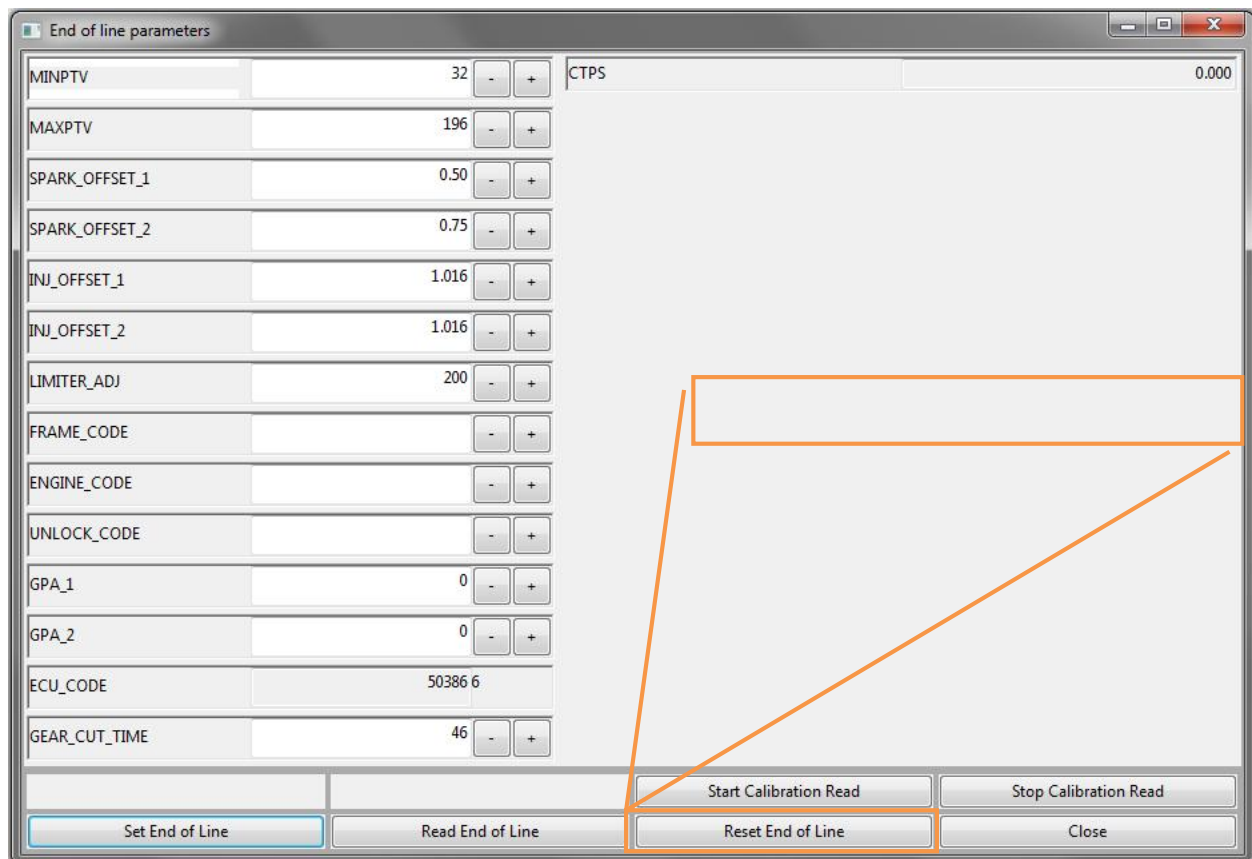 End of line parameters
MINPTV 32 - +
CTPS 0.000
MAXPTV 196 - +
SPARK_OFFSET_1 0.50 - +
SPARK_OFFSET_2 0.75 - +
INJ_OFFSET_1 1.016 - +
INJ_OFFSET_2 1.016 - +
LIMITER_ADJ 200 - +
FRAME_CODE - +
ENGINE_CODE - +
UNLOCK_CODE - +
GPA_1 0 - +
GPA_2 0 - +
ECU_CODE 50386 6
GEAR_CUT_TIME 46 - +
Start Calibration Read Stop Calibration Read
Set End of Line Read End of Line Reset End of Line Close